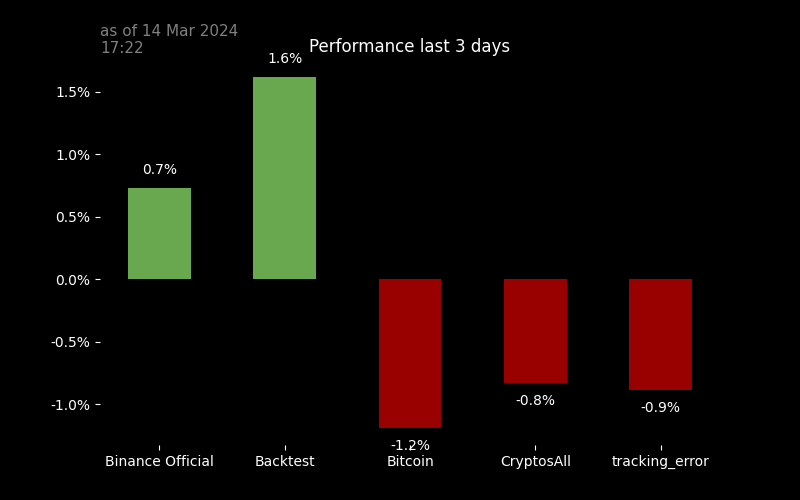 as of 14 Mar 2024
17:22
Performance last 3 days
1.6%
1.5%
0.7%
1.0%
0.5%
0.0%
-0.5%
-0.8%
-1.0%
-0.9%
-1.2%
Binance Official
Backtest
Bitcoin
CryptosAll
tracking_error